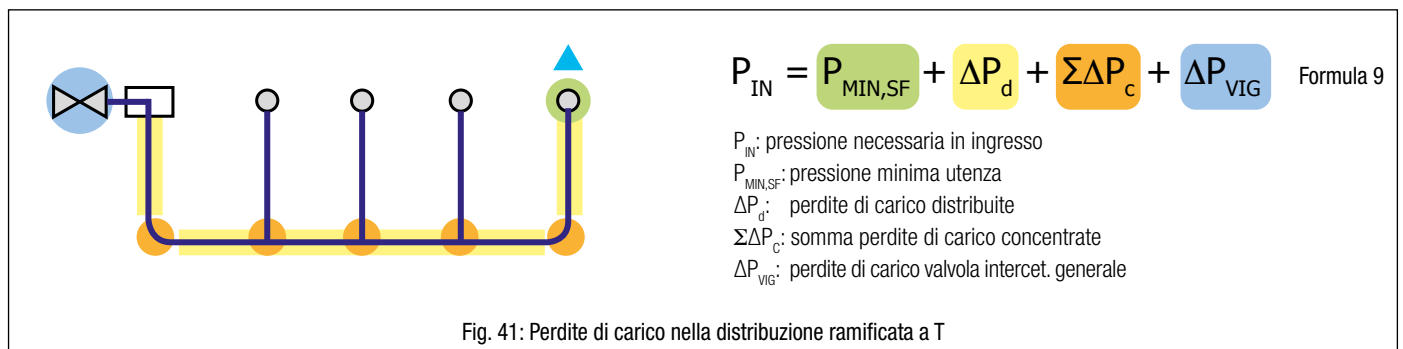 P_IN = P_MIN,SF + ΔP_d + ΣΔP_c + ΔP_VIG Formula 9
P_IN: pressione necessaria in ingresso
P_MIN,SF: pressione minima utenza
ΔP_d: perdite di carico distribuite
ΣΔP_C: somma perdite di carico concentrate
ΔP_VIG: perdite di carico valvola intercet. generale
Fig. 41: Perdite di carico nella distribuzione ramificata a T